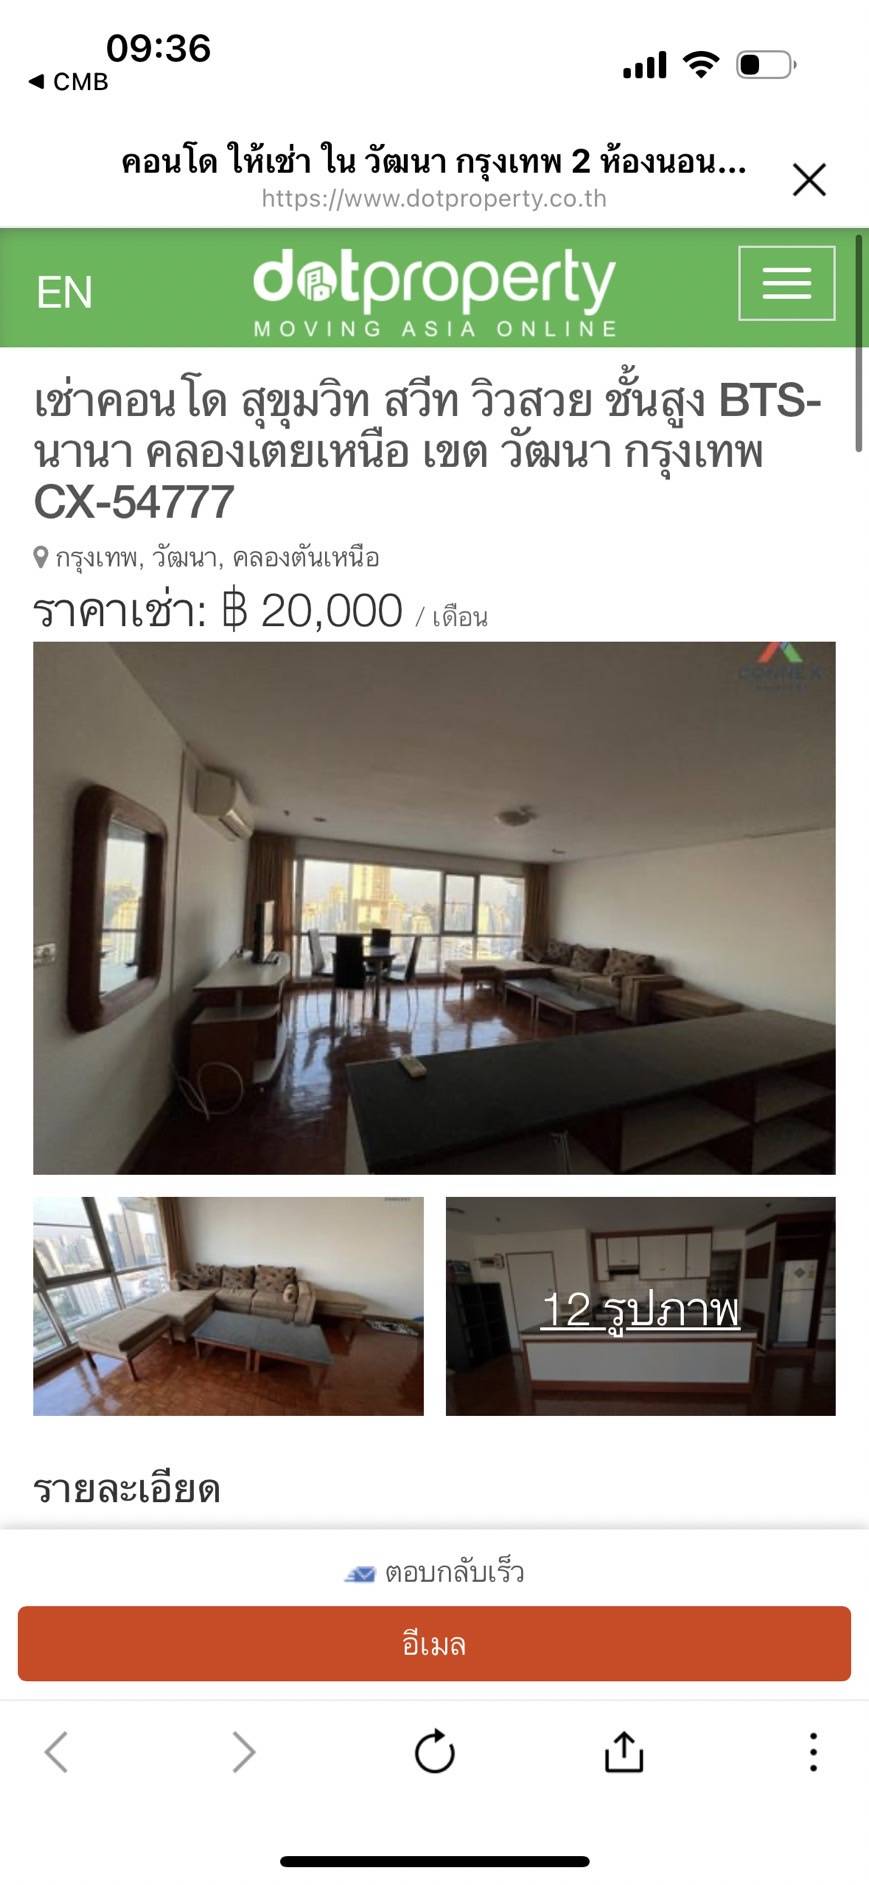 09:36
◀ CMB
คอนโด ให้เช่า ใน วัฒนา กรุงเทพ 2 ห้องนอน...
https://www.dotproperty.co.th
EN
dotproperty
MOVING ASIA ONLINE
เช่าคอนโด สุขุมวิท สวีท วิวสวย ชั้นสูง BTS-
นานา คลองเตยเหนือ เขต วัฒนา กรุงเทพ
CX-54777
กรุงเทพ, วัฒนา, คลองตันเหนือ
ราคาเช่า: ฿ 20,000 / เดือน
CONNEX
12 รูปภาพ
รายละเอียด
ตอบกลับเร็ว
อีเมล